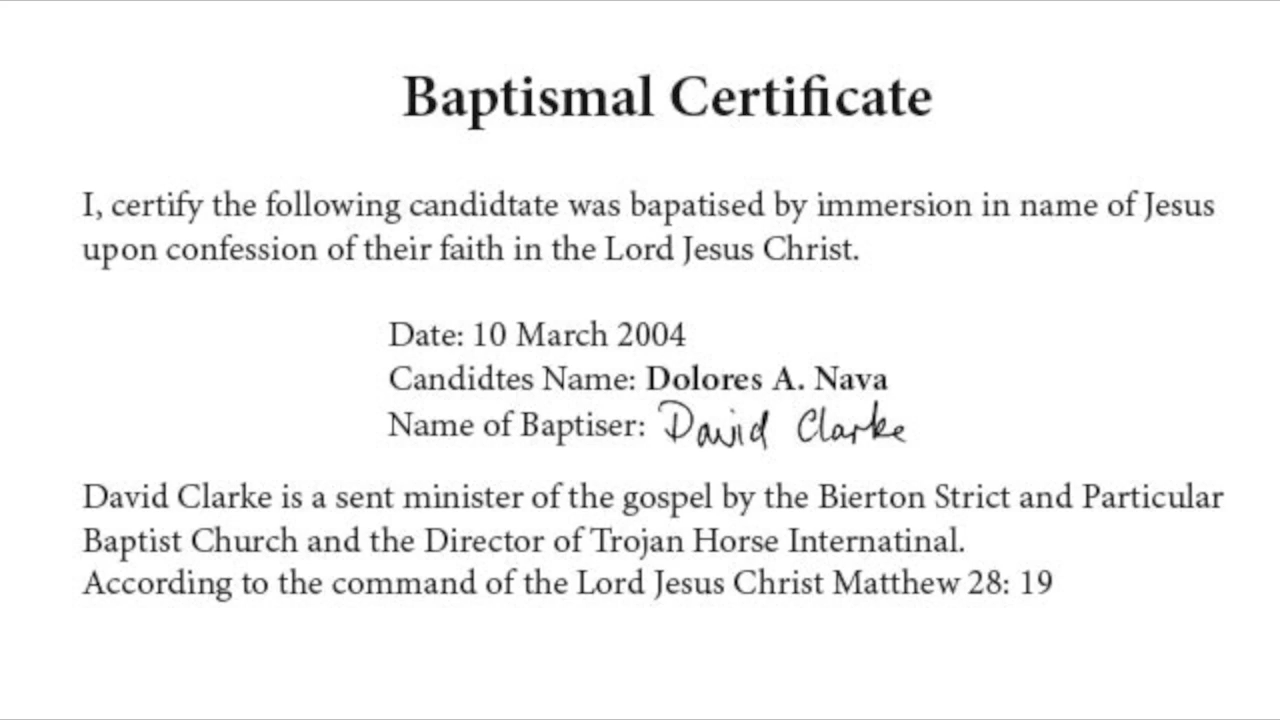 Baptismal Certificate
I, certify the following candidtate was bapatised by immersion in name of Jesus
upon confession of their faith in the Lord Jesus Christ.
Date: 10 March 2004
Candidtes Name: Dolores A. Nava
Name of Baptiser: David Clarke
David Clarke is a sent minister of the gospel by the Bierton Strict and Particular
Baptist Church and the Director of Trojan Horse Internatinal.
According to the command of the Lord Jesus Christ Matthew 28: 19